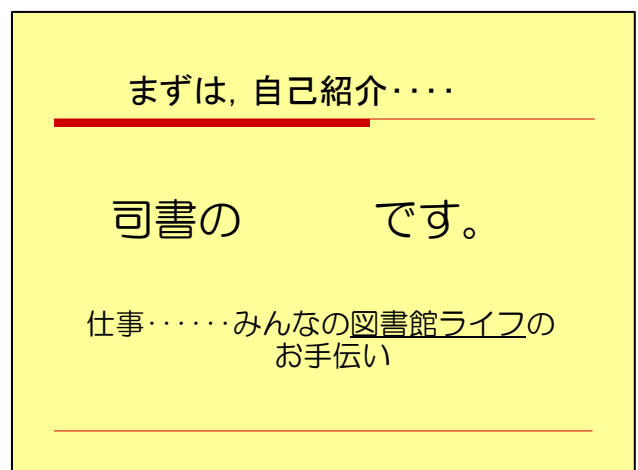 まずは，自己紹介････
司書の　　　です。
仕事･･････みんなの図書館ライフの
お手伝い